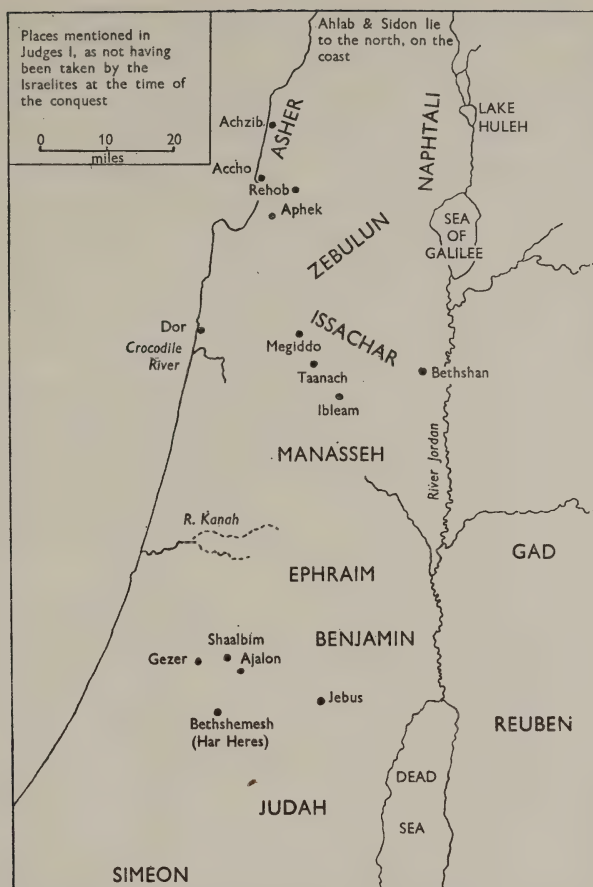 Places mentioned in
Judges I, as not having
been taken by the
Israelites at the time of
the conquest
0 10 20
miles
Ahlab & Sidon lie
to the north, on the
coast
Achzib.
ASHER
NAPHTALI
LAKE
HULEH
Accho
Rehob
Aphek
SEA
OF
GALILEE
ZEBULUN
Dor
Crocodile
River
ISSACHAR
Megiddo
Taanach
Bethshan
Ibleam
MANASSEH
River Jordan
R. Kanah
GAD
EPHRAIM
BENJAMIN
Shaalbim
Gezer
Ajalon
Jebus
Bethshemesh
(Har Heres)
REUBEN
DEAD
SEA
JUDAH
SIMEON